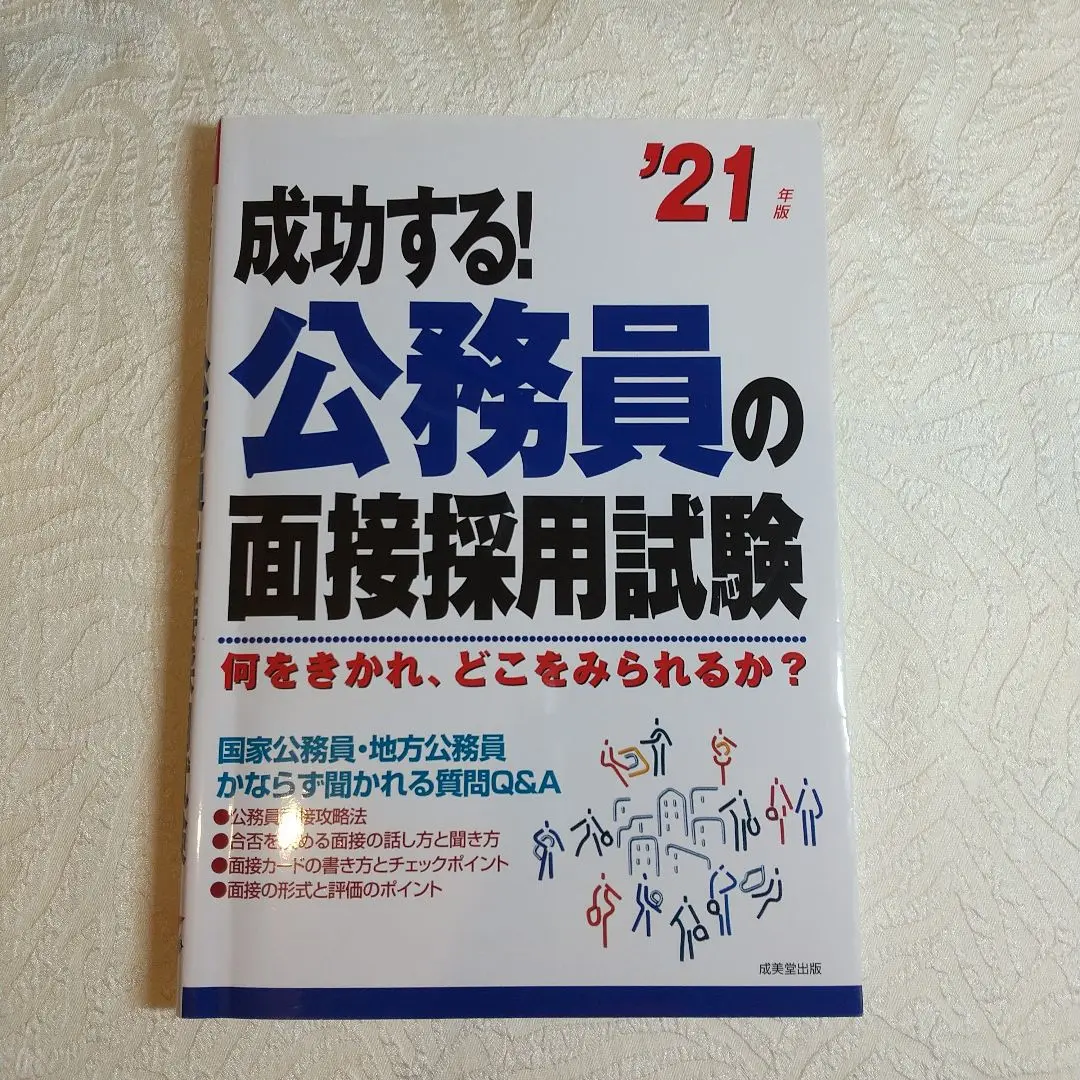 '21年版
成功する!
公務員の
面接採用試験
何をきかれ、どこをみられるか？
国家公務員・地方公務員
かならず聞かれる質問Q&A
●公務員面接攻略法
●合否を決める面接の話し方と聞き方
●面接カードの書き方とチェックポイント
●面接の形式と評価のポイント
成美堂出版